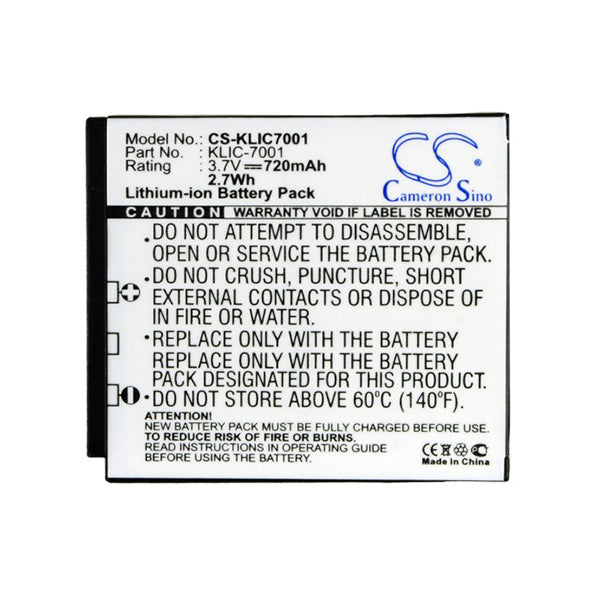 Model No.: CS-KLIC7001
Part No. : KLIC-7001
Rating : 3.7V⎓720mAh
2.7Wh
Lithium-ion Battery Pack
CS
Cameron Sino
CAUTION WARRANTY VOID IF LABEL IS REMOVED
•DO NOT ATTEMPT TO DISASSEMBLE,
OPEN OR SERVICE THE BATTERY PACK.
•DO NOT CRUSH, PUNCTURE, SHORT
EXTERNAL CONTACTS OR DISPOSE OF
IN FIRE OR WATER.
•REPLACE ONLY WITH THE BATTERY
REPLACE ONLY WITH THE BATTERY
PACK DESIGNATED FOR THIS PRODUCT.
•DO NOT STORE ABOVE 60°C (140°F).
ATTENTION!
NEW BATTERY PACK MUST BE FULLY CHARGED BEFORE USE.
TO REDUCE RISK OF FIRE OR BURNS.
TO READ INSTRUCTIONS IN OPERATING GUIDE
BEFORE USING.
CE
Made In China